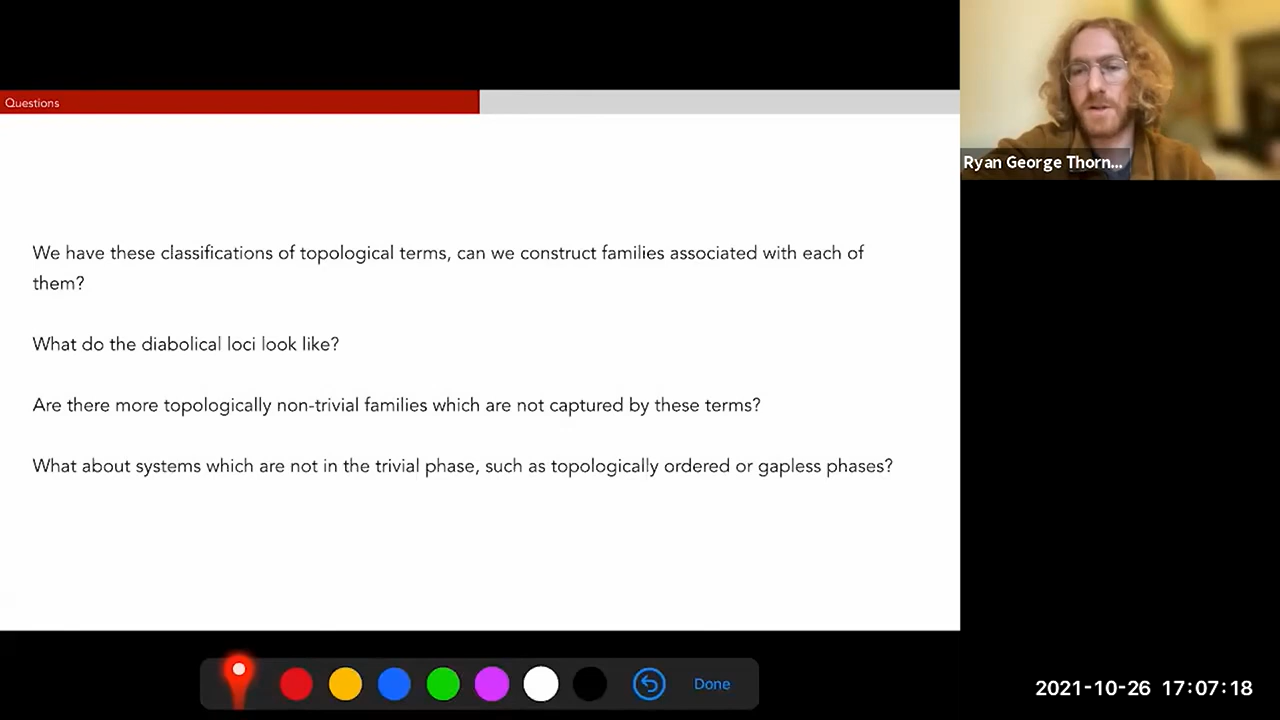 Questions
Ryan George Thorn...
We have these classifications of topological terms, can we construct families associated with each of
them?
What do the diabolical loci look like?
Are there more topologically non-trivial families which are not captured by these terms?
What about systems which are not in the trivial phase, such as topologically ordered or gapless phases?
Done
2021-10-26 17:07:18